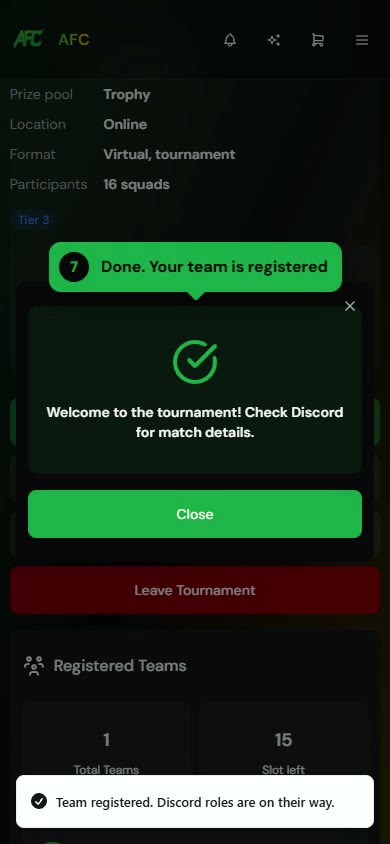 AFC AFC
Prize pool Trophy
Location Online
Format Virtual, tournament
Participants 16 squads
Tier 3
7 Done. Your team is registered
Welcome to the tournament! Check Discord
for match details.
Close
Leave Tournament
Registered Teams
1 15
Total Teams Slot left
Team registered. Discord roles are on their way.